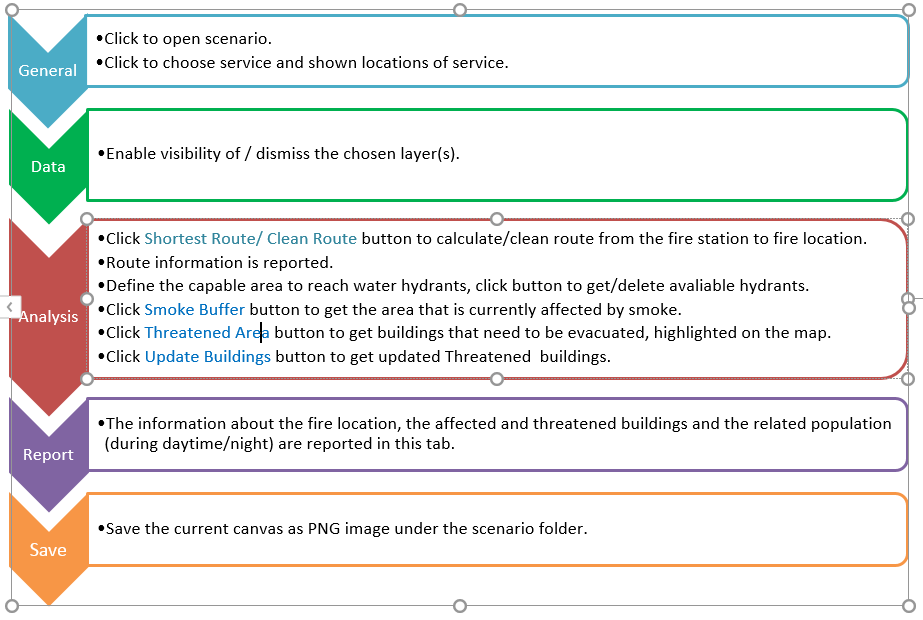 General
•Click to open scenario.
•Click to choose service and shown locations of service.
Data
•Enable visibility of / dismiss the chosen layer(s).
Analysis
•Click Shortest Route/ Clean Route button to calculate/clean route from the fire station to fire location.
•Route information is reported.
•Define the capable area to reach water hydrants, click button to get/delete avaliable hydrants.
•Click Smoke Buffer button to get the area that is currently affected by smoke.
•Click Threatened Area button to get buildings that need to be evacuated, highlighted on the map.
•Click Update Buildings button to get updated Threatened  buildings.
Report
•The information about the fire location, the affected and threatened buildings and the related population
(during daytime/night) are reported in this tab.
Save
•Save the current canvas as PNG image under the scenario folder.